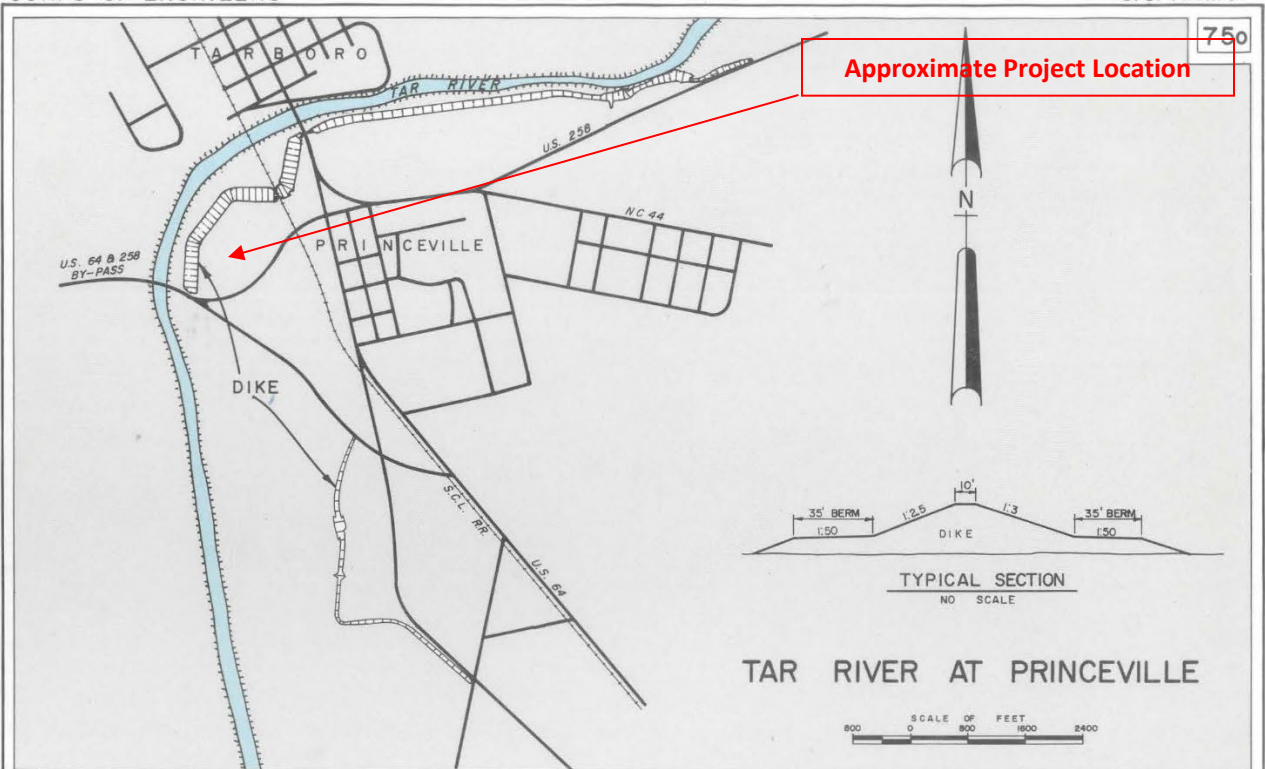 75o
Approximate Project Location
TARBORO
TAR RIVER
U.S. 258
N
NC 44
PRINCEVILLE
U.S. 64 & 258
BY-PASS
DIKE
S.C.L. R.R.
U.S. 64
10'
35' BERM
1:2.5
1:3
35' BERM
1:50
DIKE
1:50
TYPICAL SECTION
NO SCALE
TAR RIVER AT PRINCEVILLE
SCALE OF FEET
800 0 800 1600 2400